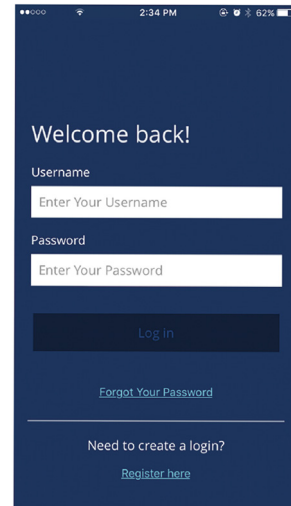 2:34 PM 62%
Welcome back!
Username
Enter Your Username
Password
Enter Your Password
Log in
Forgot Your Password
Need to create a login?
Register here